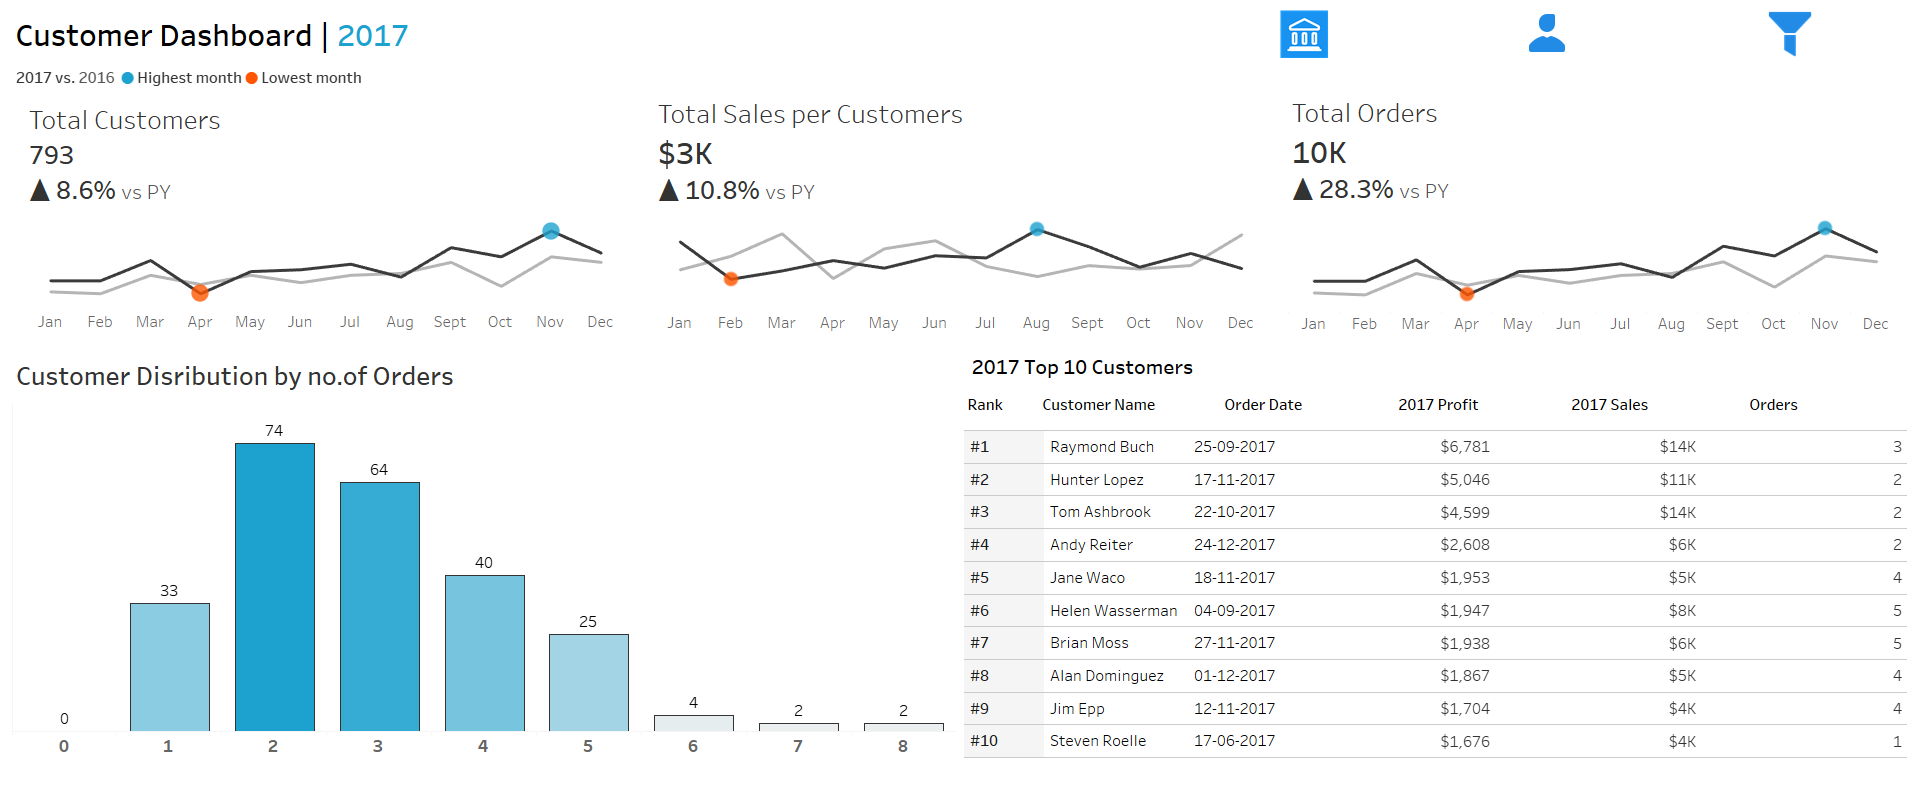 Customer Dashboard | 2017
2017 vs. 2016 Highest month Lowest month
Total Customers
793
▲ 8.6% vs PY
Jan Feb Mar Apr May Jun Jul Aug Sept Oct Nov Dec
Total Sales per Customers
$3K
▲ 10.8% vs PY
Jan Feb Mar Apr May Jun Jul Aug Sept Oct Nov Dec
Total Orders
10K
▲ 28.3% vs PY
Jan Feb Mar Apr May Jun Jul Aug Sept Oct Nov Dec
Customer Disribution by no.of Orders
0 33 74 64 40 25 4 2 2
0 1 2 3 4 5 6 7 8
2017 Top 10 Customers
Rank Customer Name Order Date 2017 Profit 2017 Sales Orders
#1 Raymond Buch 25-09-2017 $6,781 $14K 3
#2 Hunter Lopez 17-11-2017 $5,046 $11K 2
#3 Tom Ashbrook 22-10-2017 $4,599 $14K 2
#4 Andy Reiter 24-12-2017 $2,608 $6K 2
#5 Jane Waco 18-11-2017 $1,953 $5K 4
#6 Helen Wasserman 04-09-2017 $1,947 $8K 5
#7 Brian Moss 27-11-2017 $1,938 $6K 5
#8 Alan Dominguez 01-12-2017 $1,867 $5K 4
#9 Jim Epp 12-11-2017 $1,704 $4K 4
#10 Steven Roelle 17-06-2017 $1,676 $4K 1